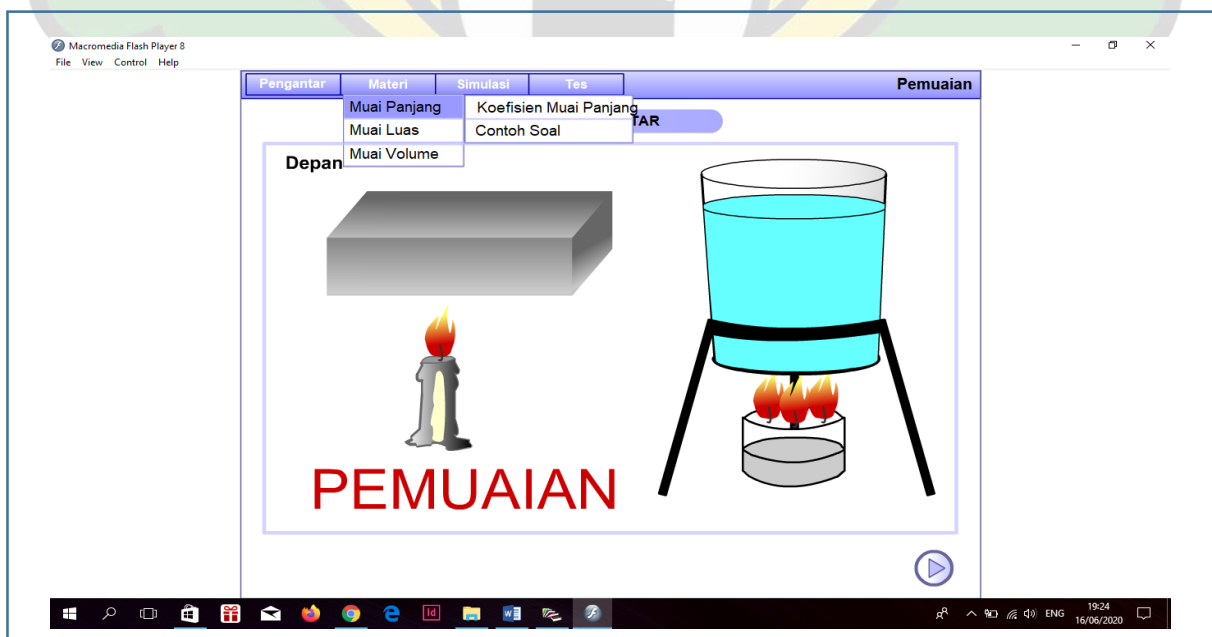 Macromedia Flash Player 8
File View Control Help
Pengantar Materi Simulasi Tes Pemuaian
Muai Panjang Koefisien Muai Panjang
TAR
Muai Luas Contoh Soal
Muai Volume
Depan
PEMUAIAN
Id
W
ENG
19:24
16/06/2020